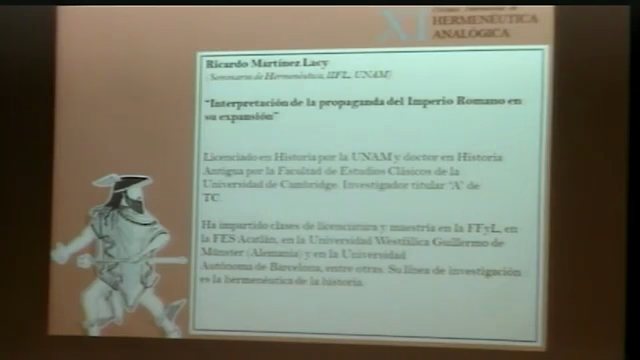 XI
HERMENÉUTICA
ANALÓGICA
Ricardo Martínez Lacy
(Seminario de Hermenéutica, IIFL, UNAM)
“Interpretación de la propaganda del Imperio Romano en
su expansión”
Licenciado en Historia por la UNAM y doctor en Historia
Antigua por la Facultad de Estudios Clásicos de la
Universidad de Cambridge. Investigador titular “A” de
TC.
Ha impartido clases de licenciatura y maestría en la FFyL, en
la FES Acatlán, en la Universidad Westfálica Guillermo de
Münster (Alemania) y en la Universidad
Autónoma de Barcelona, entre otras. Su línea de investigación
es la hermenéutica de la historia.